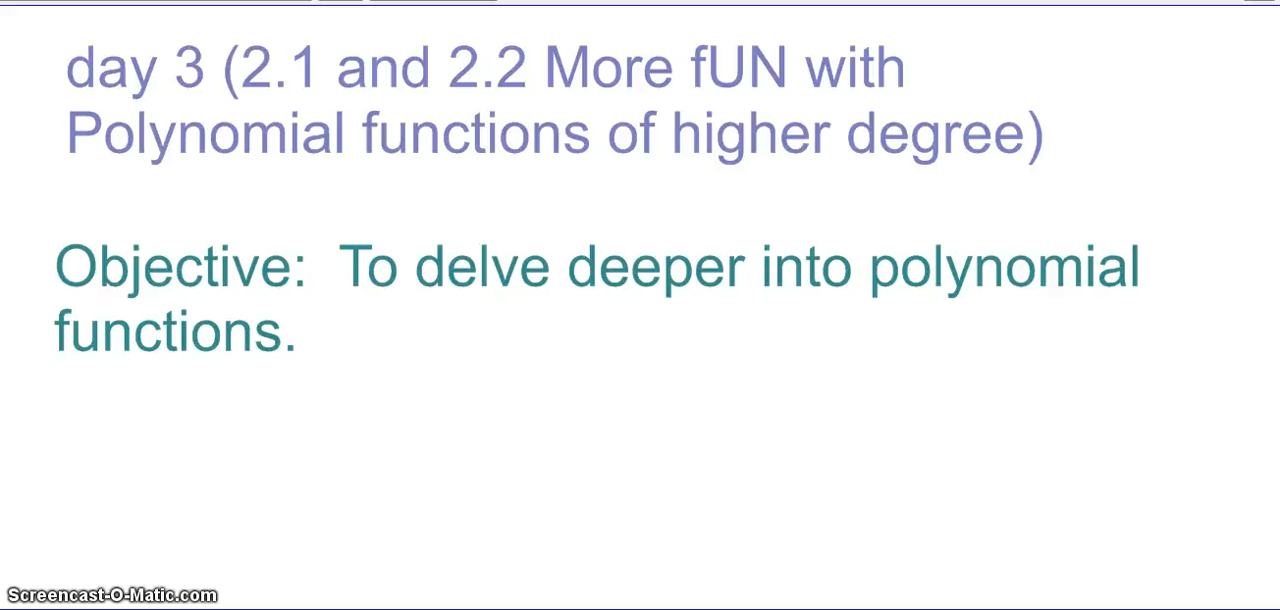 day 3 (2.1 and 2.2 More fUN with
Polynomial functions of higher degree)
Objective: To delve deeper into polynomial
functions.
Screencast-O-Matic.com